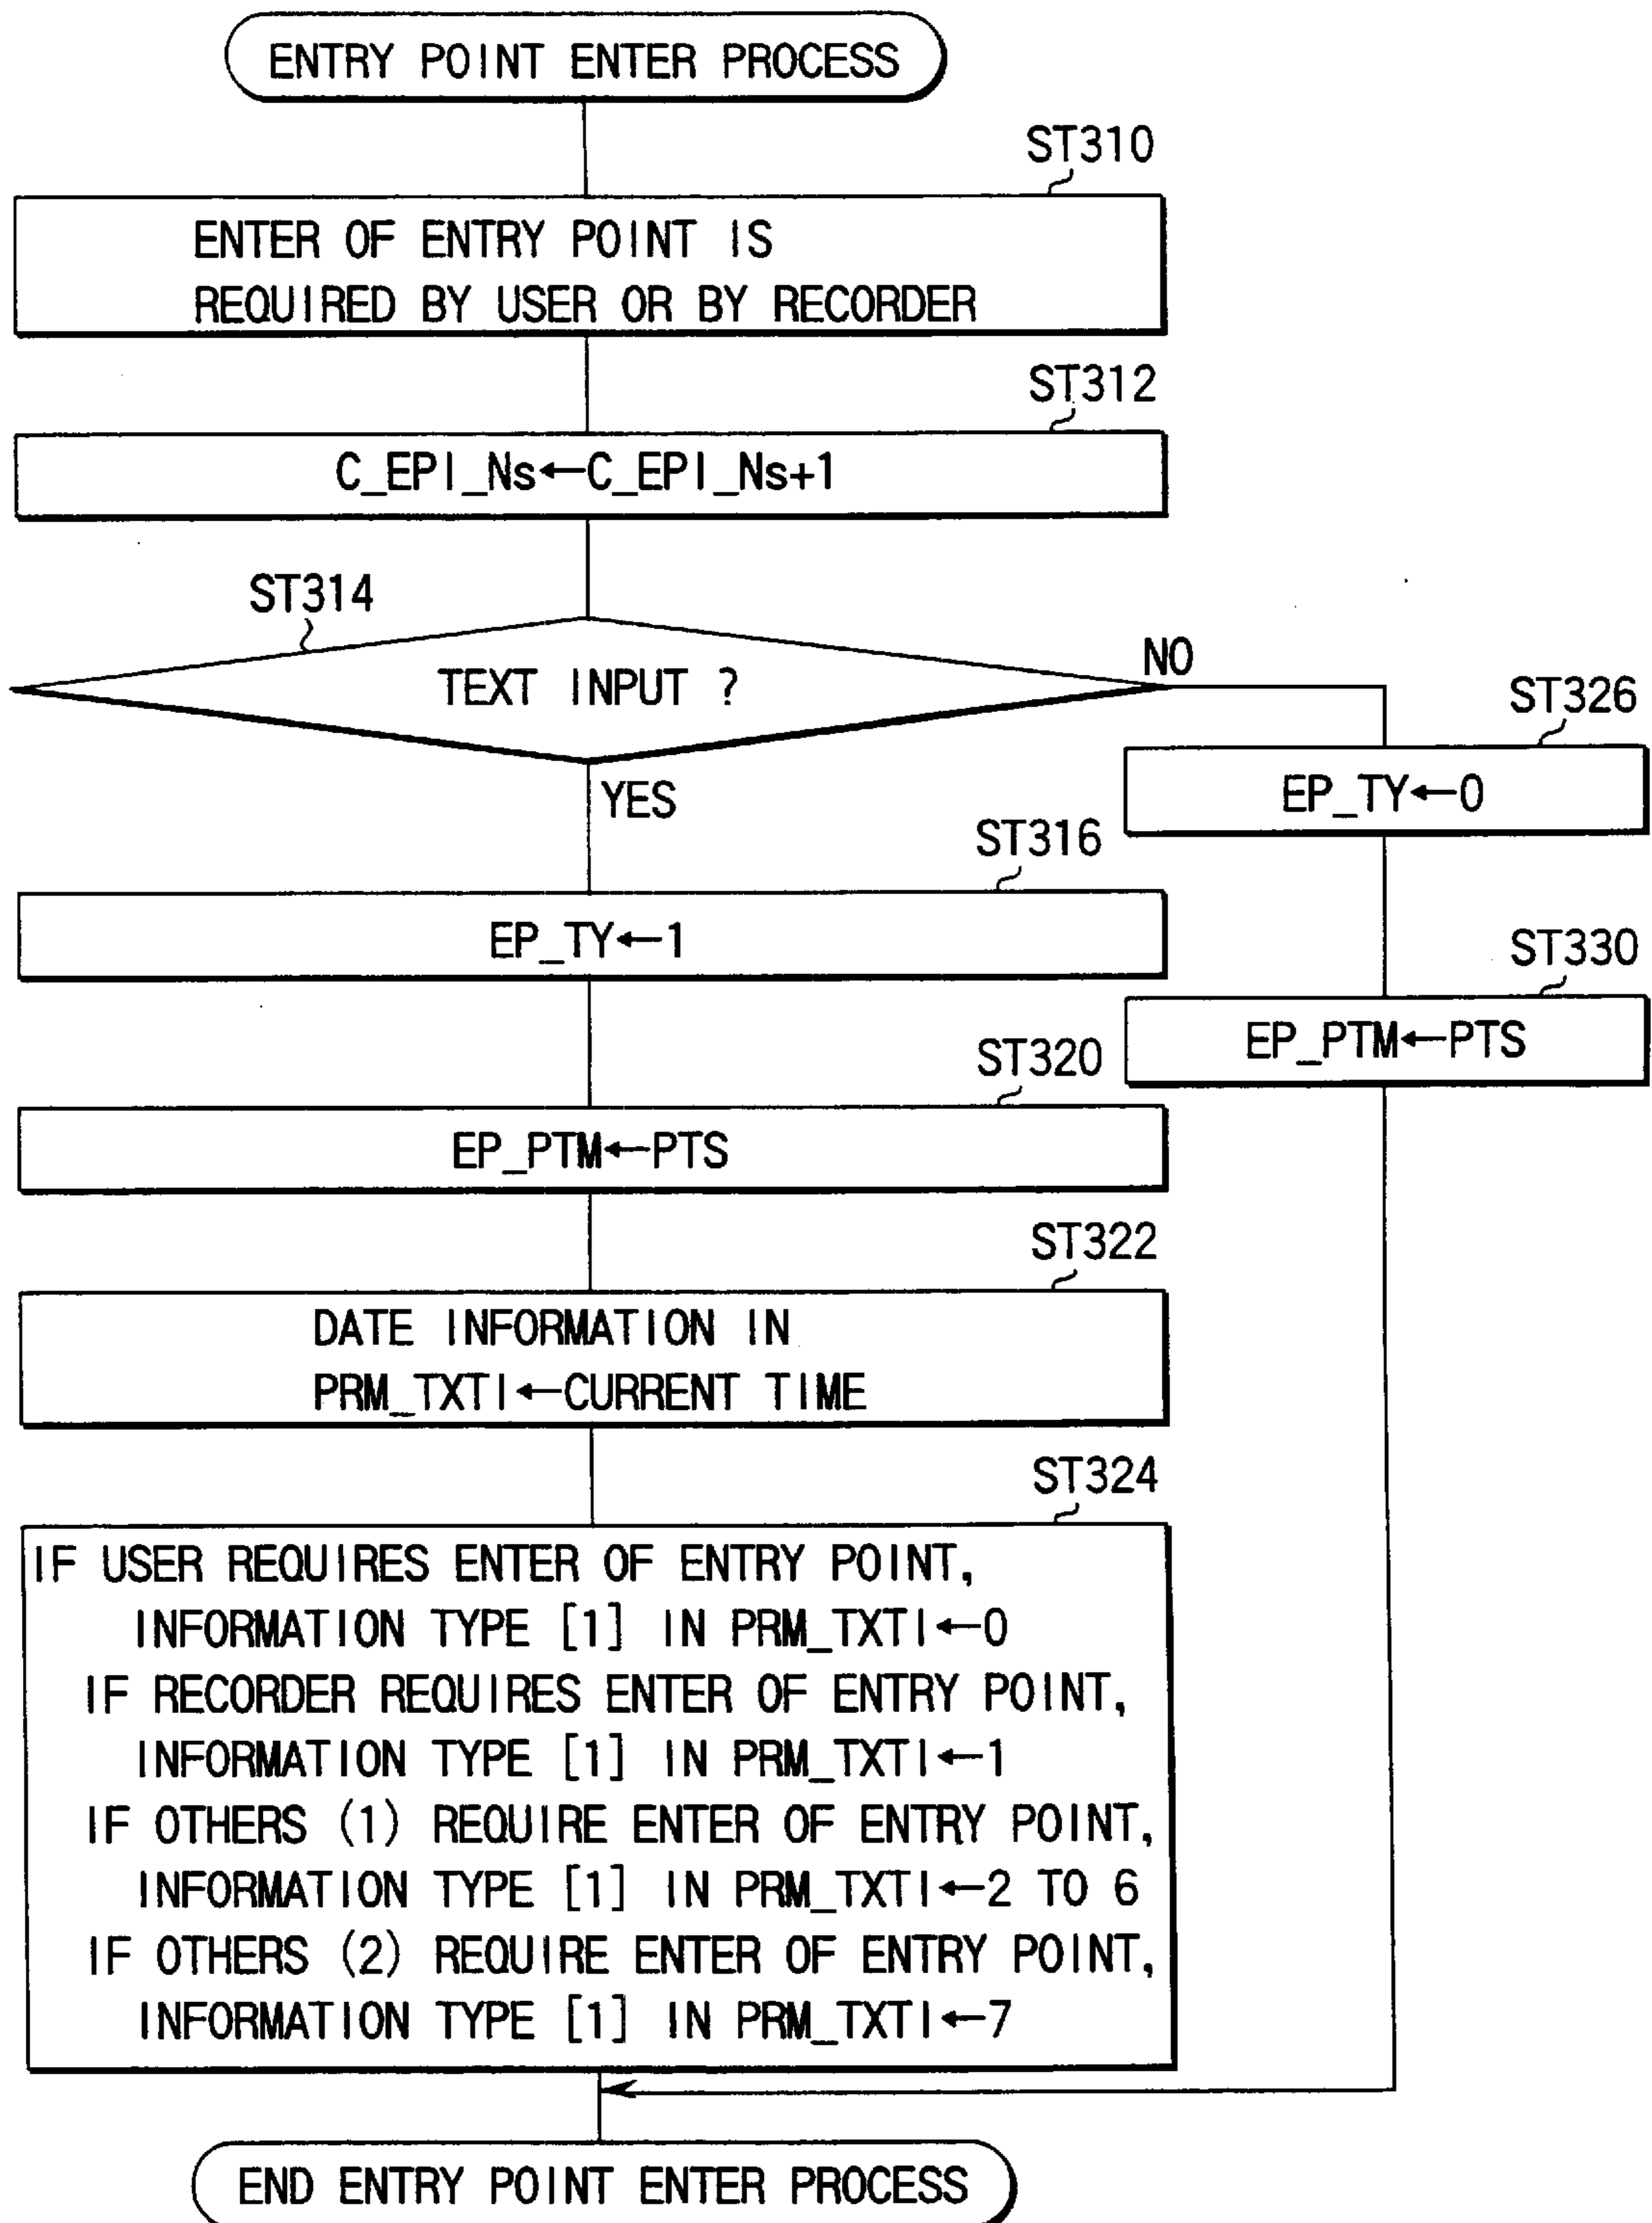 ENTRY POINT ENTER PROCESS
ST310
ENTER OF ENTRY POINT IS
REQUIRED BY USER OR BY RECORDER
ST312
C_EPI_Ns←C_EPI_Ns+1
ST314
TEXT INPUT ?
NO
YES
ST326
EP_TY←0
ST316
EP_TY←1
ST330
EP_PTM←PTS
ST320
EP_PTM←PTS
ST322
DATE INFORMATION IN
PRM_TXTI←CURRENT TIME
ST324
IF USER REQUIRES ENTER OF ENTRY POINT,
INFORMATION TYPE [1] IN PRM_TXTI←0
IF RECORDER REQUIRES ENTER OF ENTRY POINT,
INFORMATION TYPE [1] IN PRM_TXTI←1
IF OTHERS (1) REQUIRE ENTER OF ENTRY POINT,
INFORMATION TYPE [1] IN PRM_TXTI←2 TO 6
IF OTHERS (2) REQUIRE ENTER OF ENTRY POINT,
INFORMATION TYPE [1] IN PRM_TXTI←7
END ENTRY POINT ENTER PROCESS